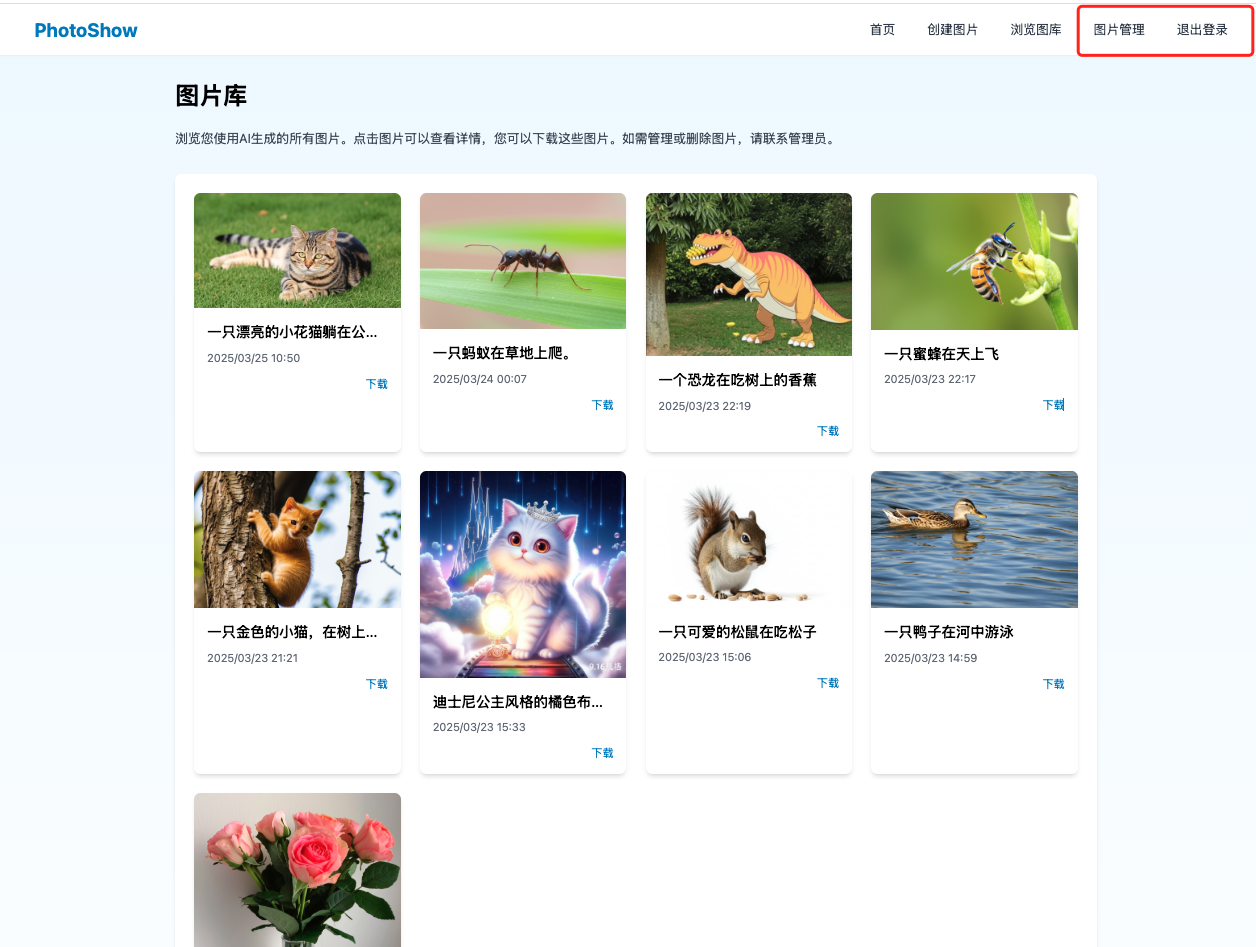 PhotoShow
首页
创建图片
浏览图库
图片管理
退出登录
图片库
浏览您使用AI生成的所有图片。点击图片可以查看详情，您可以下载这些图片。如需管理或删除图片，请联系管理员。
一只漂亮的小花猫躺在公...
2025/03/25 10:50
下载
一只蚂蚁在草地上爬。
2025/03/24 00:07
下载
一个恐龙在吃树上的香蕉
2025/03/23 22:19
下载
一只蜜蜂在天上飞
2025/03/23 22:17
下载
一只金色的小猫，在树上...
2025/03/23 21:21
下载
迪士尼公主风格的橘色布...
2025/03/23 15:33
下载
一只可爱的松鼠在吃松子
2025/03/23 15:06
下载
一只鸭子在河中游泳
2025/03/23 14:59
下载